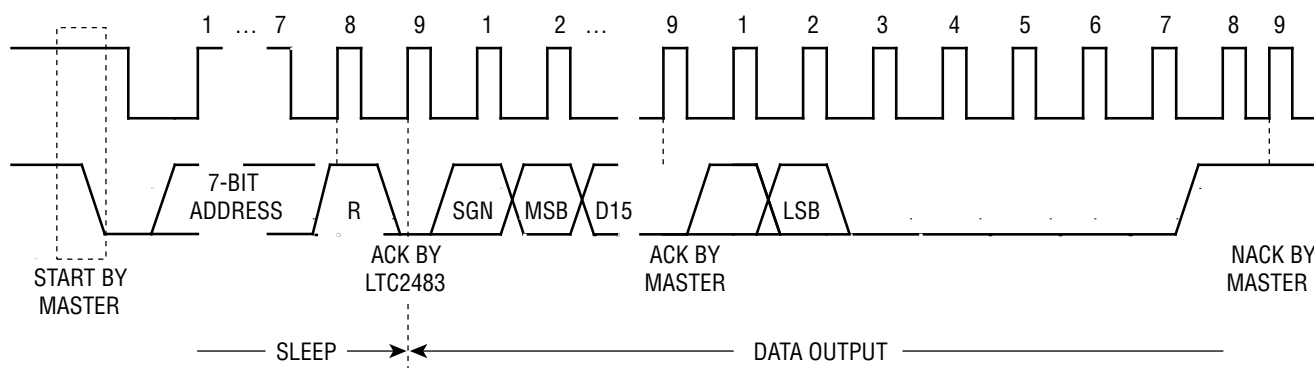 1 ... 7 8 9 1 2 ... 9 1 2 3 4 5 6 7 8 9
7-BIT
ADDRESS
R
SGN
MSB
D15
LSB
START BY
MASTER
ACK BY
LTC2483
ACK BY
MASTER
NACK BY
MASTER
SLEEP
DATA OUTPUT